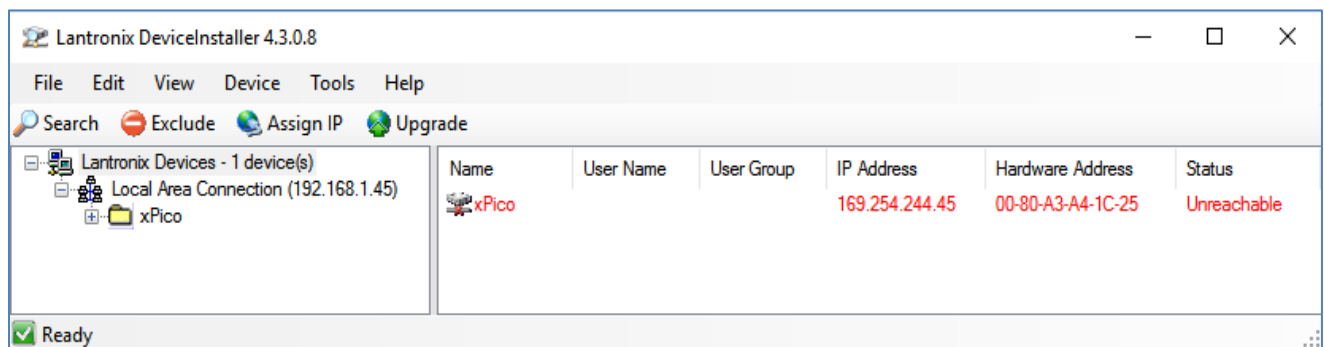 Lantronix DeviceInstaller 4.3.0.8
File Edit View Device Tools Help
Search Exclude Assign IP Upgrade
Lantronix Devices - 1 device(s)
Local Area Connection (192.168.1.45)
xPico
Name User Name User Group IP Address Hardware Address Status
xPico 169.254.244.45 00-80-A3-A4-1C-25 Unreachable
Ready